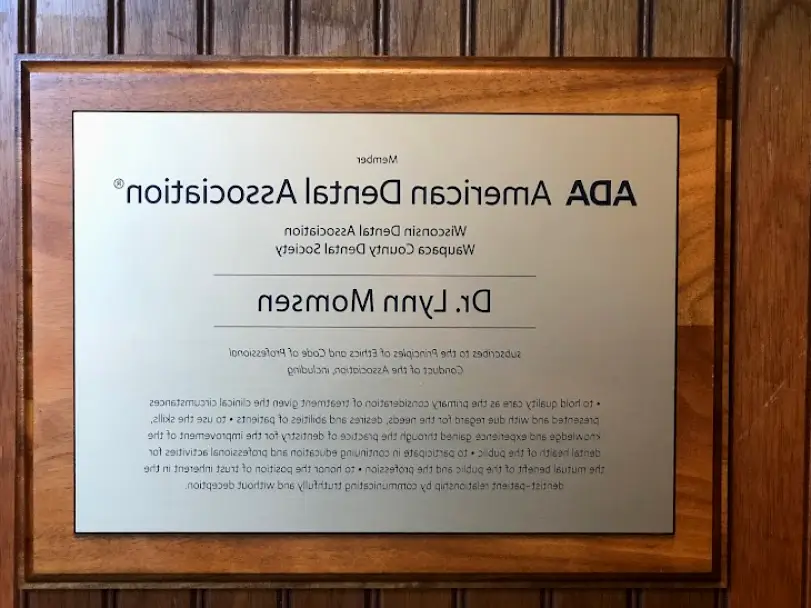 Member
ADA American Dental Association®
Wisconsin Dental Association
Waupaca County Dental Society
Dr. Lynn Momsen
subscribes to the Principles of Ethics and Code of Professional
Conduct of the Association, including,
• to hold quality care as the primary consideration of treatment given the clinical circumstances
presented and with due regard for the needs, desires and abilities of patients • to use the skills,
knowledge and experience gained through the practice of dentistry for the improvement of the
dental health of the public • to participate in continuing education and professional activities for
the mutual benefit of the public and the profession • to honor the position of trust inherent in the
dentist–patient relationship by communicating truthfully and without deception.